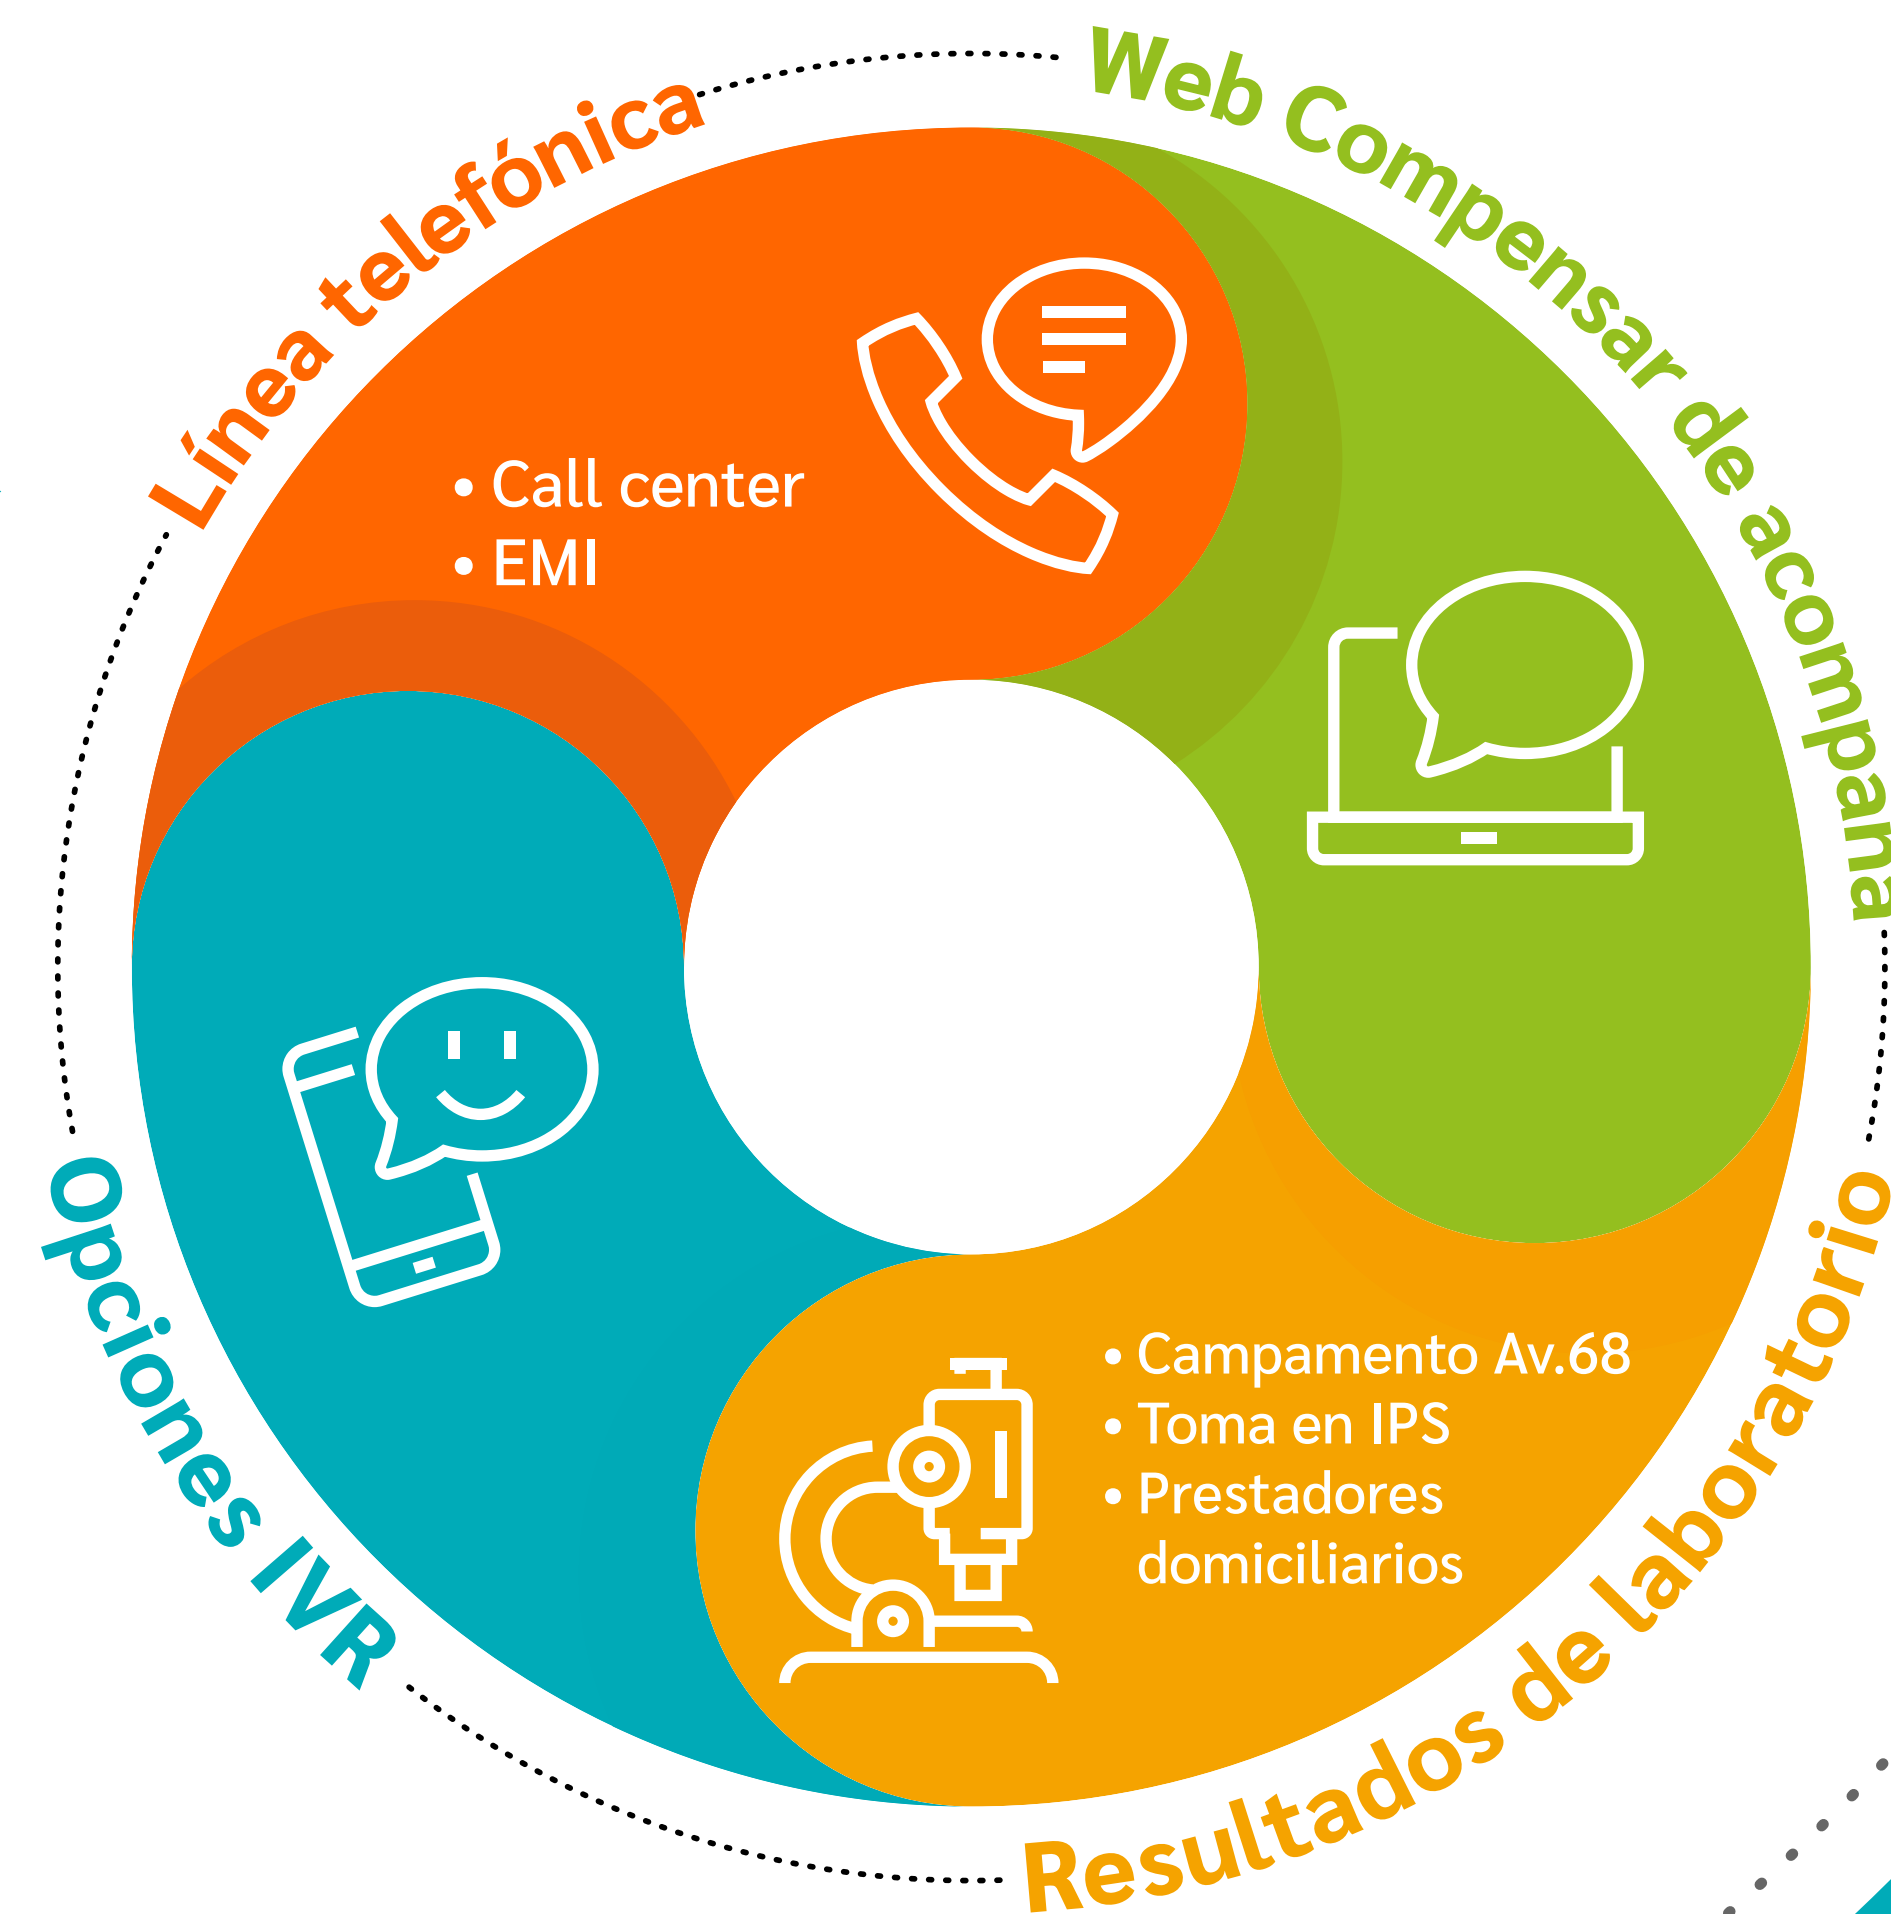 Línea telefónica
Web Compensar de acompaña
• Call center
• EMI
Opciones IVR
• Campamento Av.68
• Toma en IPS
• Prestadores
domiciliarios
Resultados de laboratorio